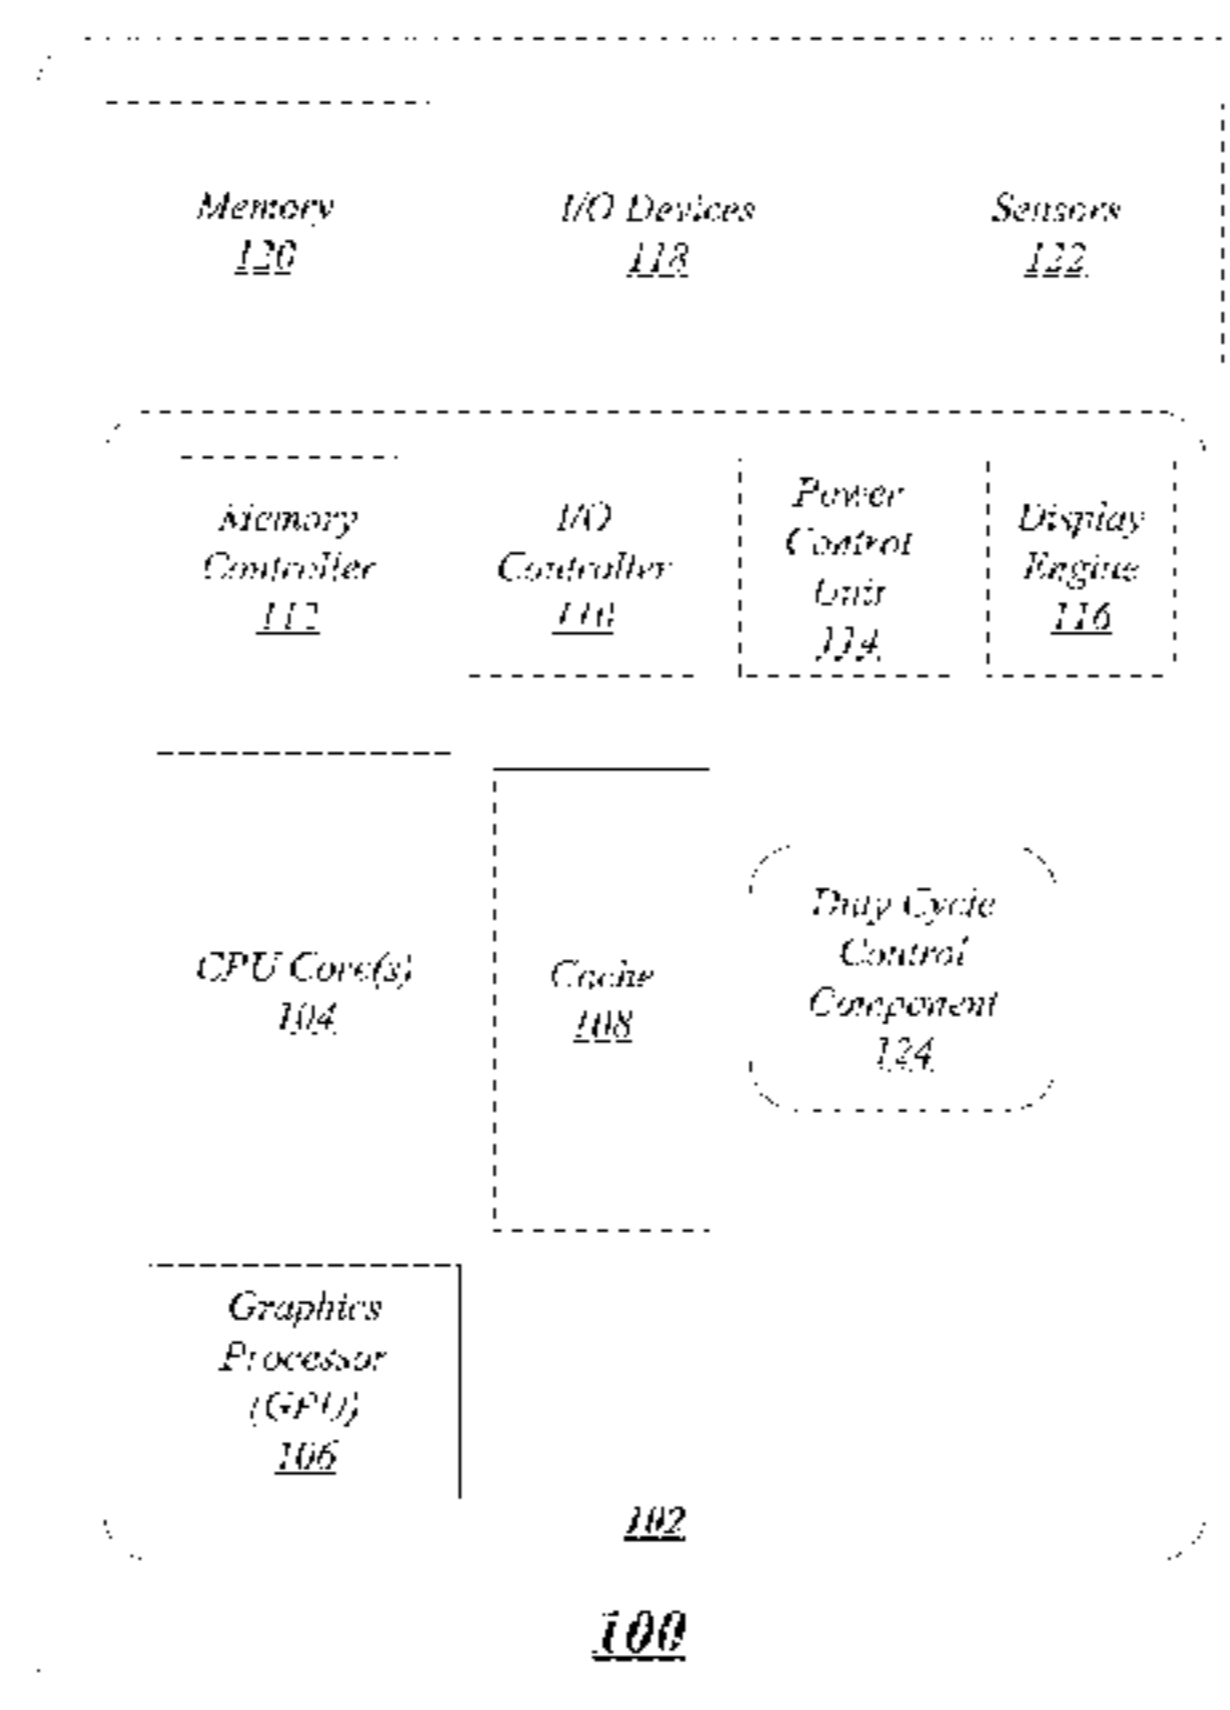 Memory
120
I/O Devices
118
Sensors
122
Memory
Controller
112
I/O
Controller
110
Power
Control
Unit
114
Display
Engine
116
CPU Core(s)
104
Cache
108
Duty Cycle
Control
Component
124
Graphics
Processor
(GPU)
106
102
100